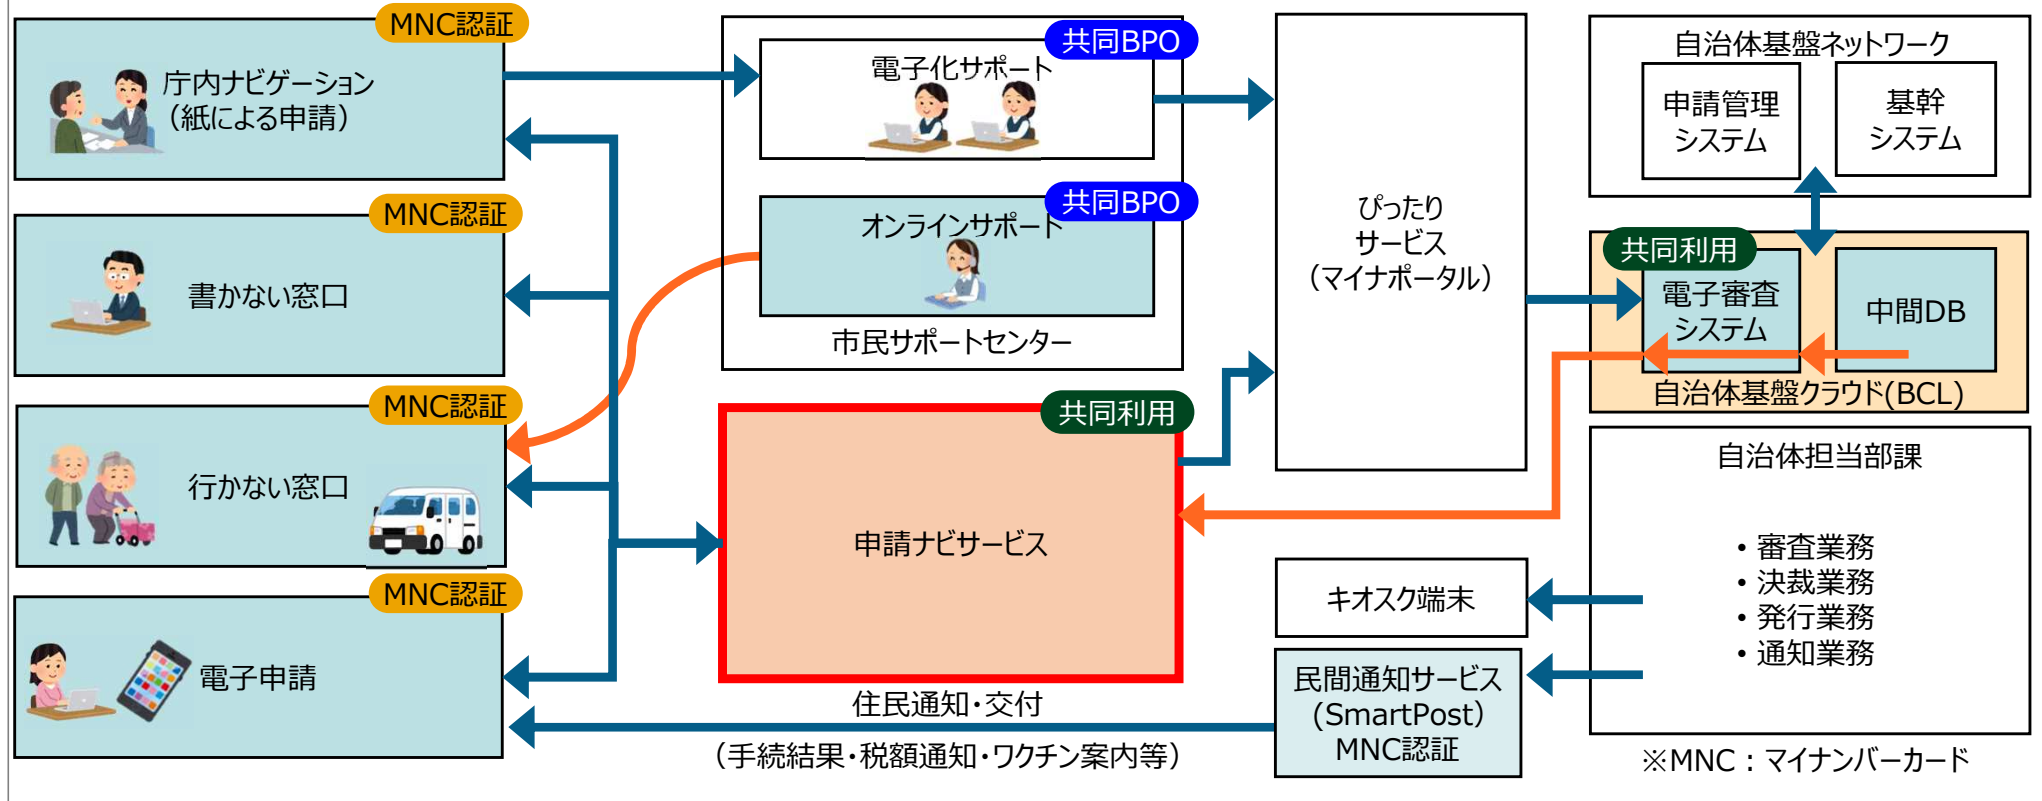 MNC認証
庁内ナビゲーション
（紙による申請）
MNC認証
書かない窓口
MNC認証
行かない窓口
MNC認証
電子申請
共同BPO
電子化サポート
共同BPO
オンラインサポート
市民サポートセンター
共同利用
申請ナビサービス
住民通知・交付
（手続結果・税額通知・ワクチン案内等）
ぴったり
サービス
（マイナポータル）
キオスク端末
民間通知サービス
(SmartPost）
MNC認証
自治体基盤ネットワーク
申請管理
システム
基幹
システム
共同利用
電子審査
システム
中間DB
自治体基盤クラウド(BCL)
自治体担当部課
・審査業務
・決裁業務
・発行業務
・通知業務
※MNC：マイナンバーカード